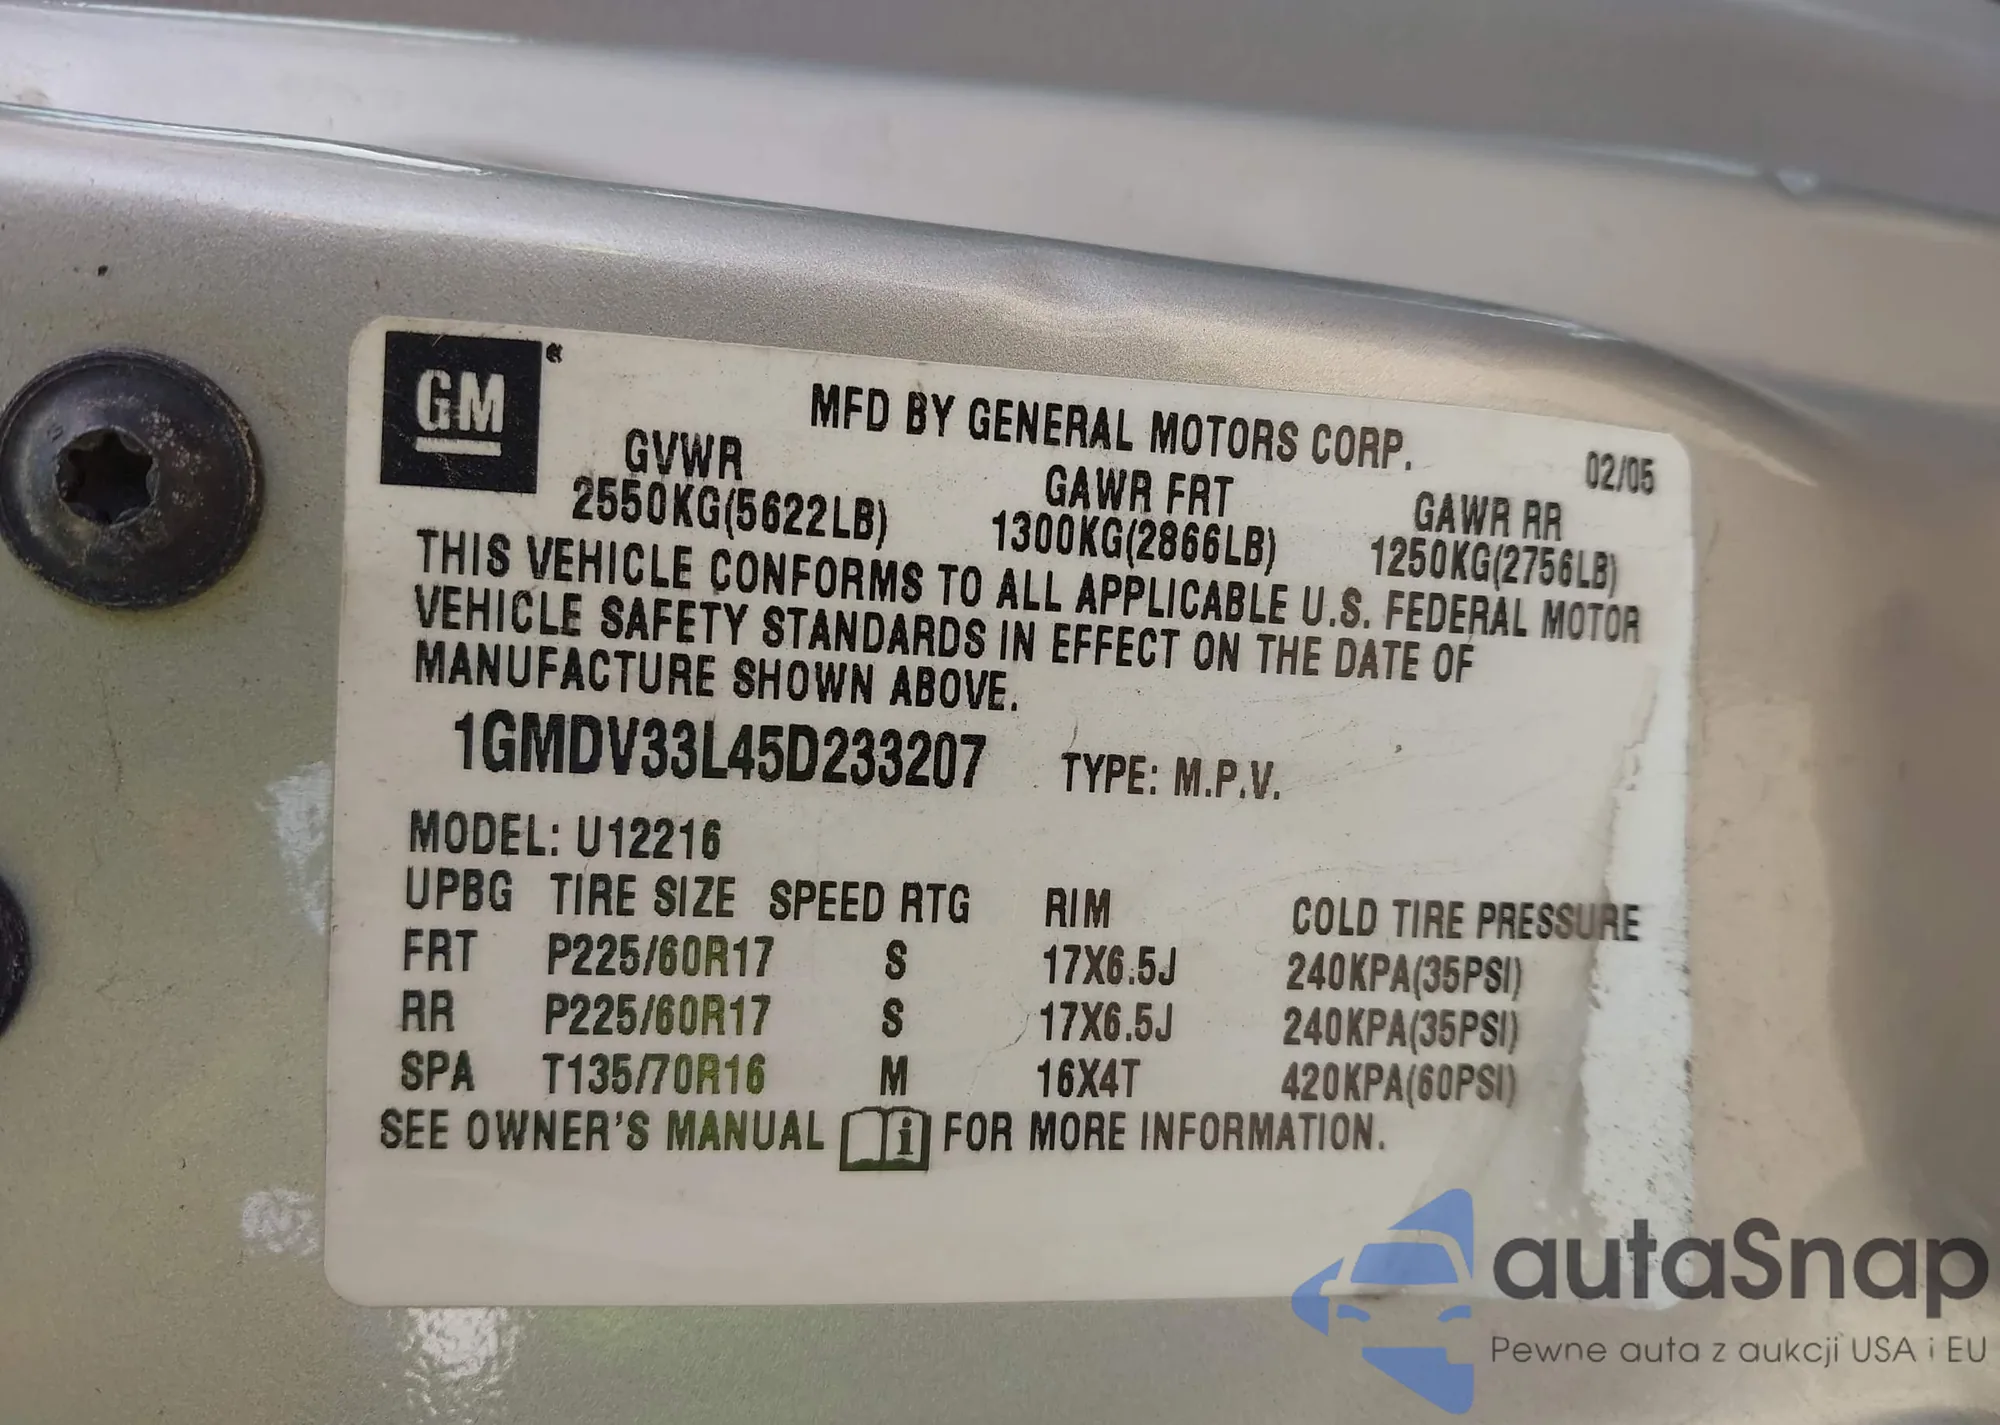 GM
MFD BY GENERAL MOTORS CORP.
02/05
GVWR GAWR FRT GAWR RR
2550KG(5622LB) 1300KG(2866LB) 1250KG(2756LB)
THIS VEHICLE CONFORMS TO ALL APPLICABLE U.S. FEDERAL MOTOR
VEHICLE SAFETY STANDARDS IN EFFECT ON THE DATE OF
MANUFACTURE SHOWN ABOVE.
1GMDV33L45D233207 TYPE: M.P.V.
MODEL: U12216
UPBG TIRE SIZE SPEED RTG RIM COLD TIRE PRESSURE
FRT P225/60R17 S 17X6.5J 240KPA(35PSI)
RR P225/60R17 S 17X6.5J 240KPA(35PSI)
SPA T135/70R16 M 16X4T 420KPA(60PSI)
SEE OWNER'S MANUAL i FOR MORE INFORMATION.
autaSnap
Pewne auta z aukcji USA i EU